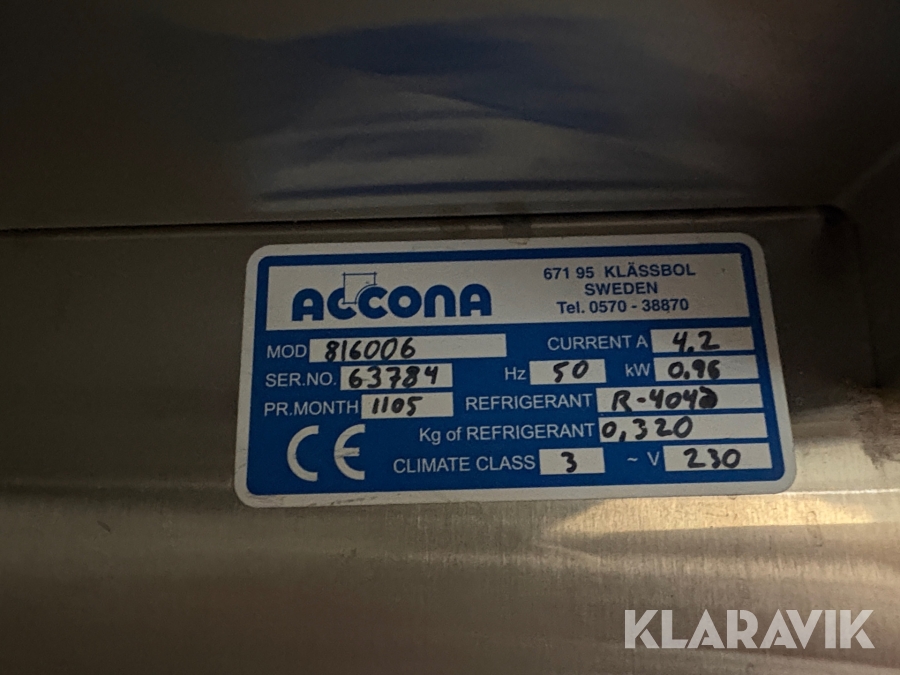 ACCONA
671 95 KLÄSSBOL
SWEDEN
Tel. 0570 - 38870
MOD 816006 CURRENT A 4,2
SER.NO. 63784 Hz 50 kW 0,96
PR.MONTH 1105 REFRIGERANT R-404a
Kg of REFRIGERANT 0,320
CE CLIMATE CLASS 3 ~ V 230
KLARAVIK